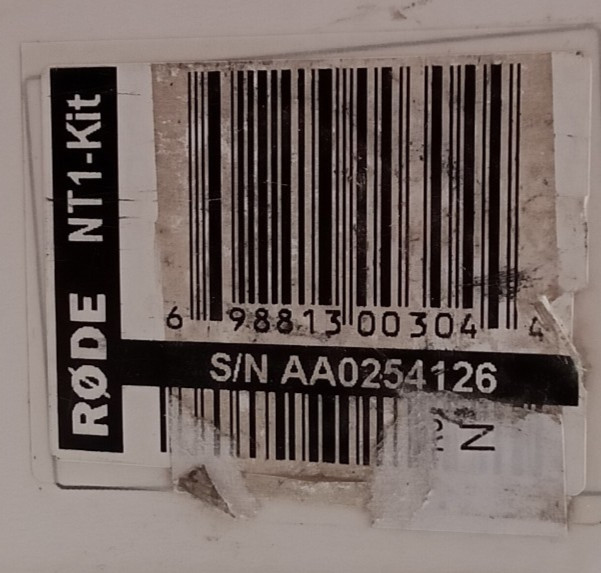 RØDE NT1-Kit
6 98813 00304 4
S/N AA0254126